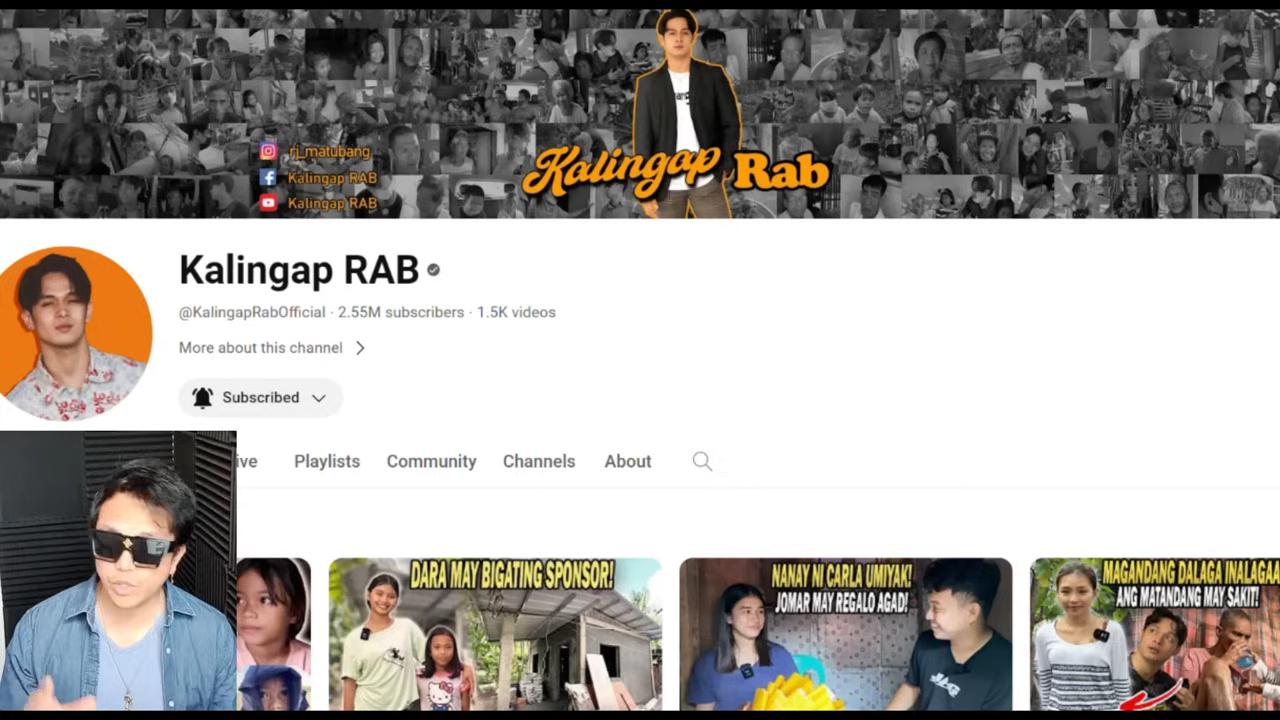 rj_matubang
Kalingap RAB
Kalingap RAB
Kalingap Rab
Kalingap RAB
@KalingapRabOfficial · 2.55M subscribers · 1.5K videos
More about this channel
Subscribed
ive Playlists Community Channels About
DARA MAY BIGATING SPONSOR!
NANAY NI CARLA UMIYAK!
JOMAR MAY REGALO AGAD!
MAGANDANG DALAGA INALAGAA
ANG MATANDANG MAY SAKIT!